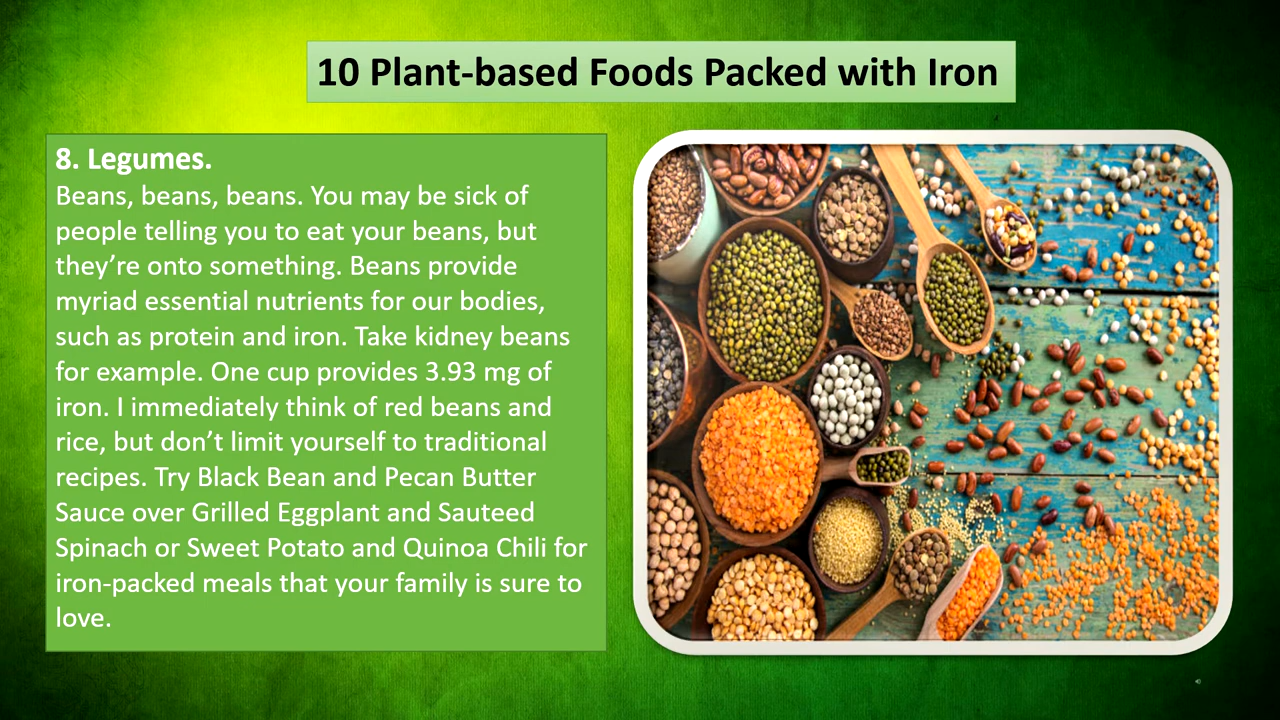 10 Plant-based Foods Packed with Iron
8. Legumes.
Beans, beans, beans. You may be sick of
people telling you to eat your beans, but
they’re onto something. Beans provide
myriad essential nutrients for our bodies,
such as protein and iron. Take kidney beans
for example. One cup provides 3.93 mg of
iron. I immediately think of red beans and
rice, but don’t limit yourself to traditional
recipes. Try Black Bean and Pecan Butter
Sauce over Grilled Eggplant and Sauteed
Spinach or Sweet Potato and Quinoa Chili for
iron-packed meals that your family is sure to
love.